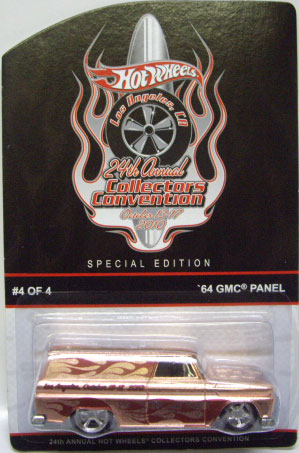 Hot Wheels
Los Angeles, CA
24th Annual
Collectors
Convention
2010
SPECIAL EDITION
#4 OF 4
'64 GMC® PANEL
24TH ANNUAL HOT WHEELS® COLLECTORS CONVENTION